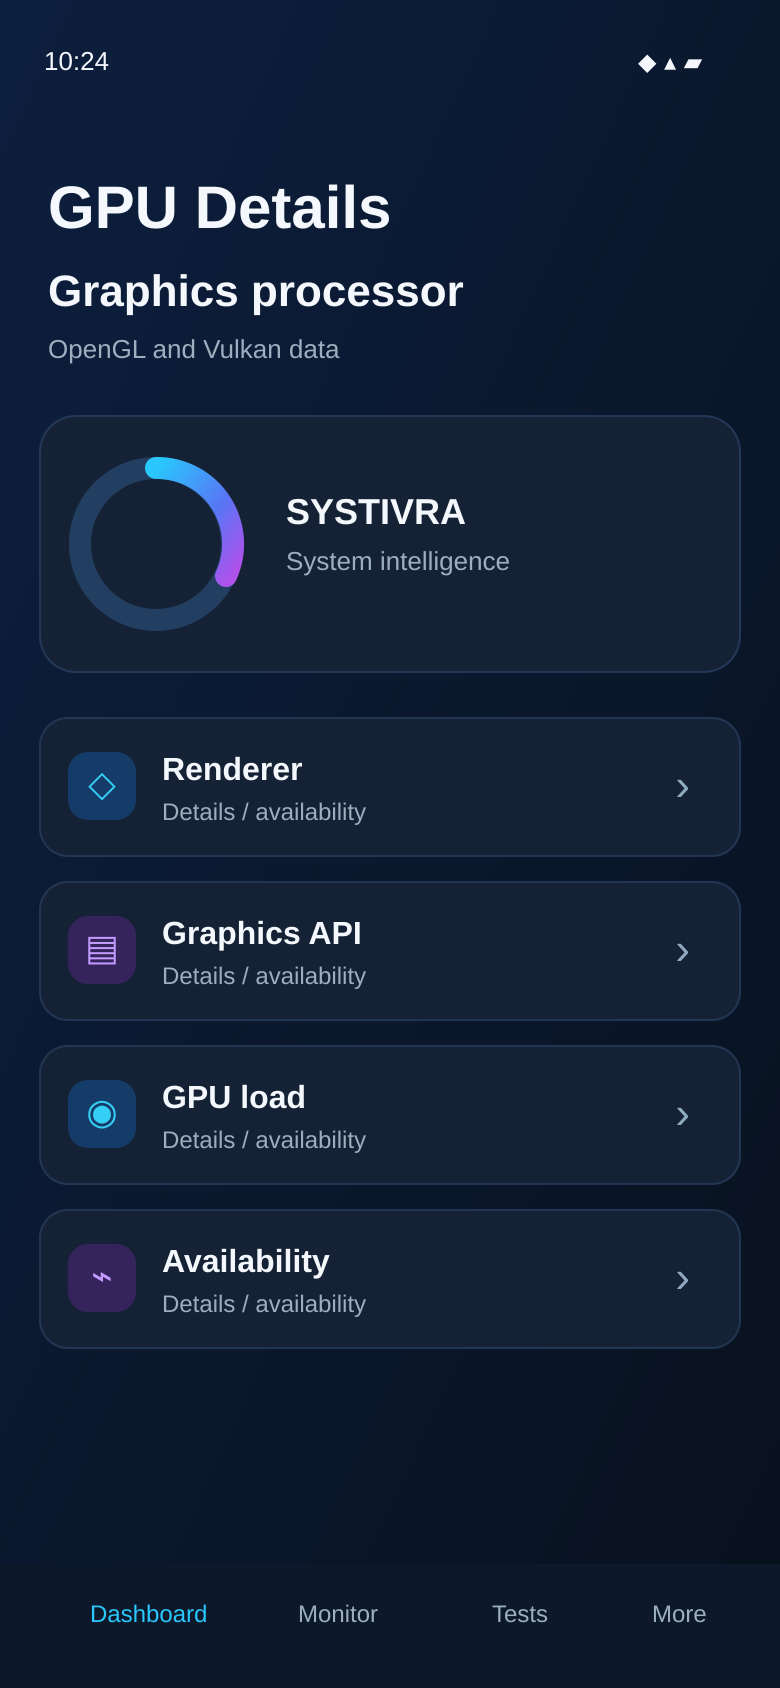 10:24
GPU Details
Graphics processor
OpenGL and Vulkan data
SYSTIVRA
System intelligence
Renderer
Details / availability
Graphics API
Details / availability
GPU load
Details / availability
Availability
Details / availability
Dashboard Monitor Tests More